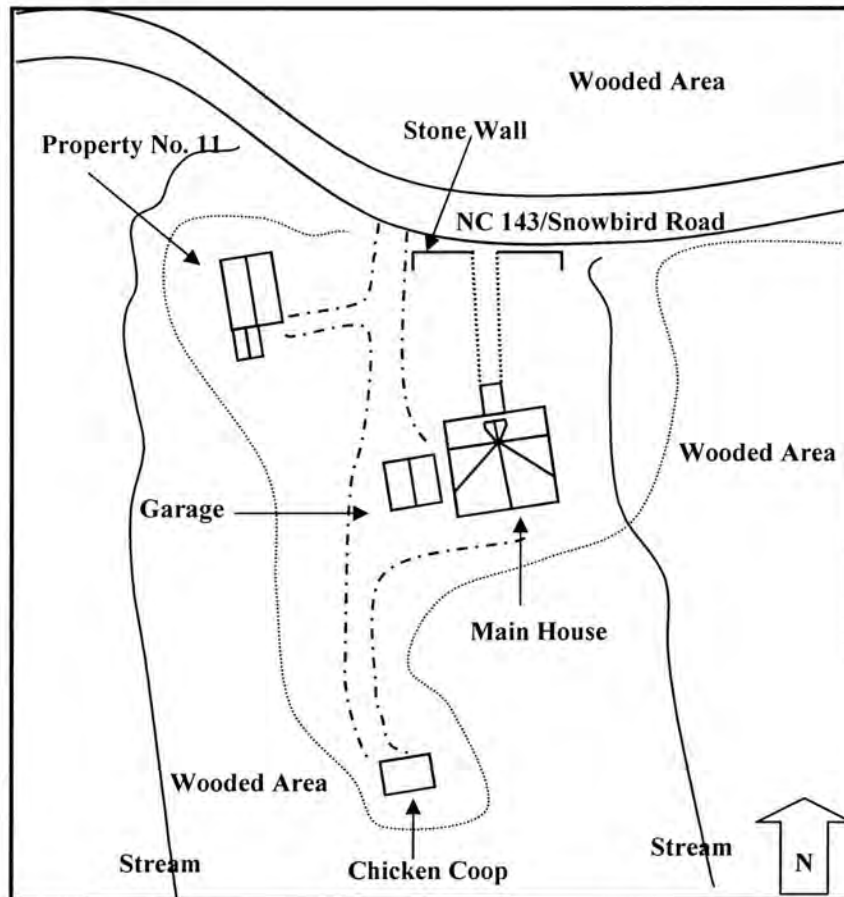 Wooded Area
Stone Wall
Property No. 11
NC 143/Snowbird Road
Wooded Area
Garage
Main House
Wooded Area
Stream
Chicken Coop
Stream
N